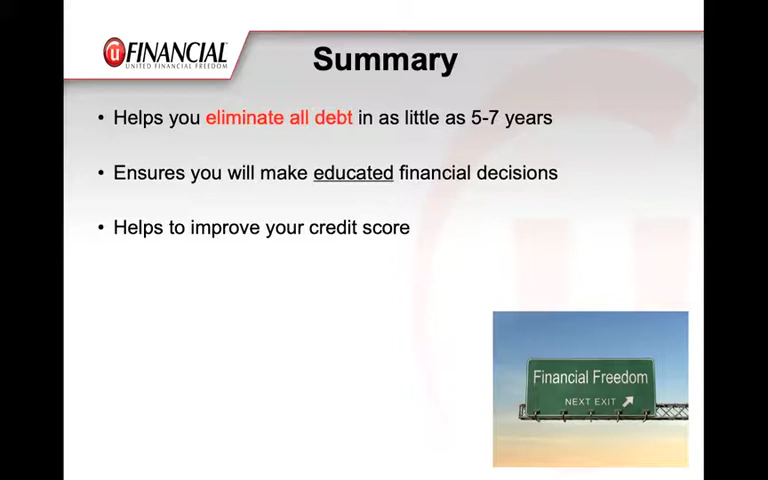 u FINANCIAL™
UNITED FINANCIAL FREEDOM
Summary
• Helps you eliminate all debt in as little as 5-7 years
• Ensures you will make educated financial decisions
• Helps to improve your credit score
Financial Freedom
NEXT EXIT